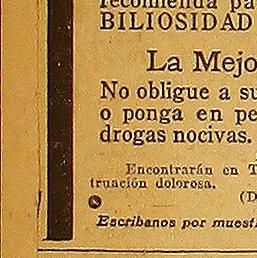 recomienda pa
BILIOSIDAD
La Mejo
No obligue a su
o ponga en pe
drogas nocivas.
Encontrarán en T
truación dolorosa.
(D
Escríbanos por muest